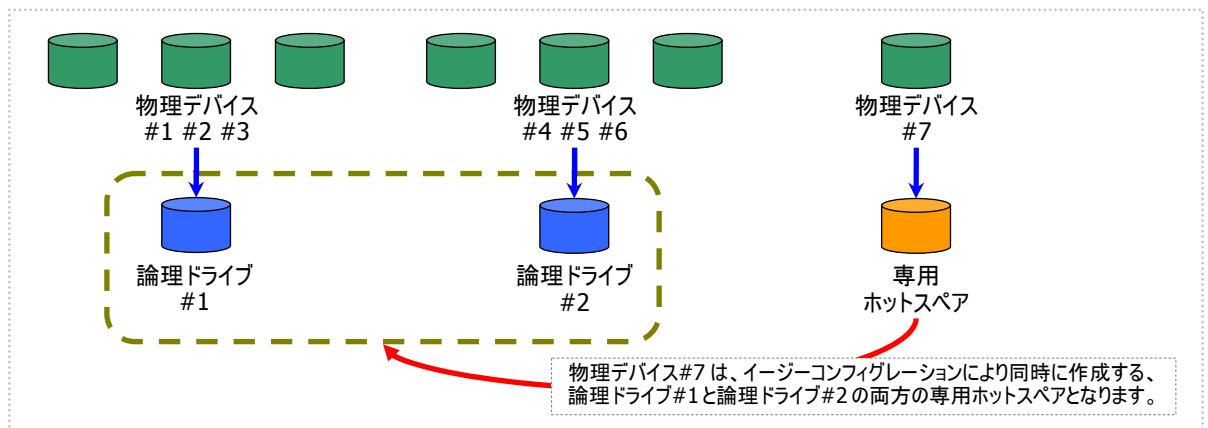 物理デバイス
#1 #2 #3
物理デバイス
#4 #5 #6
物理デバイス
#7
論理ドライブ
#1
論理ドライブ
#2
専用
ホットスペア
物理デバイス#7 は、イージーコンフィグレーションにより同時に作成する、
論理ドライブ#1と論理ドライブ#2 の両方の専用ホットスペアとなります。